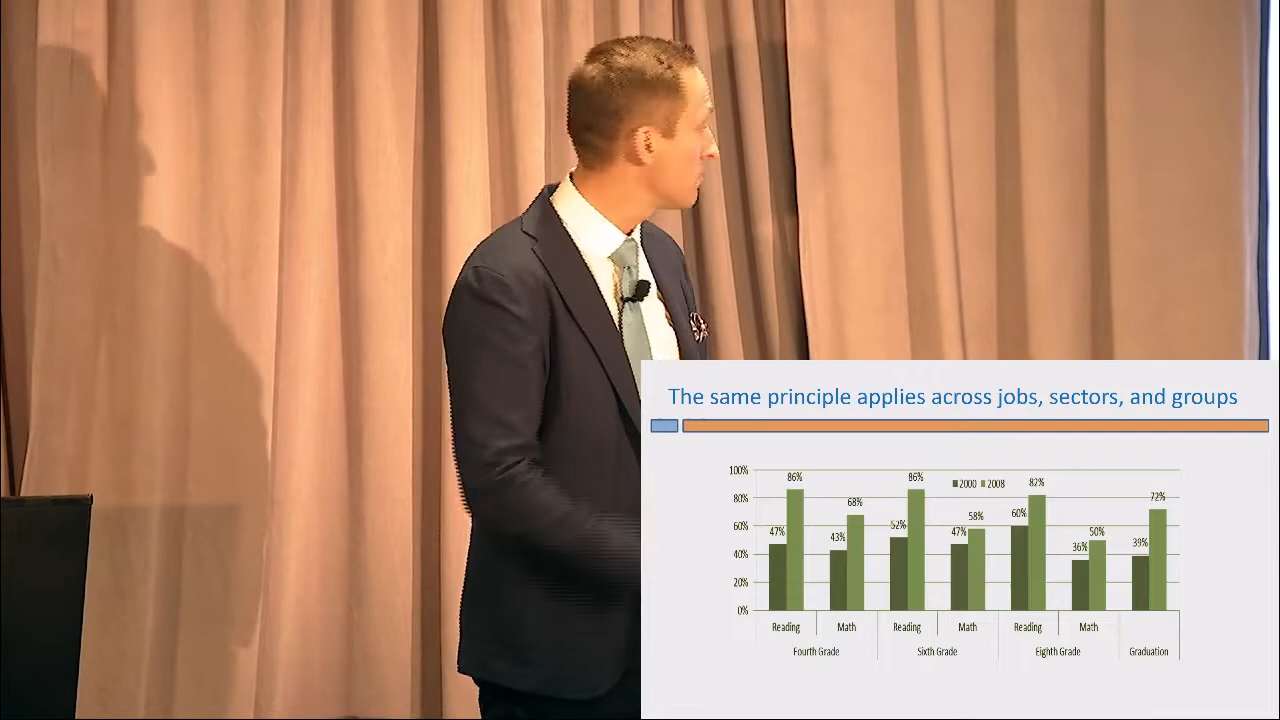 The same principle applies across jobs, sectors, and groups
100%
80%
60%
40%
20%
0%
2000 2008
47% 86% 43% 68% 52% 86% 47% 58% 60% 82% 36% 50% 39% 72%
Reading Math Reading Math Reading Math
Fourth Grade Sixth Grade Eighth Grade Graduation